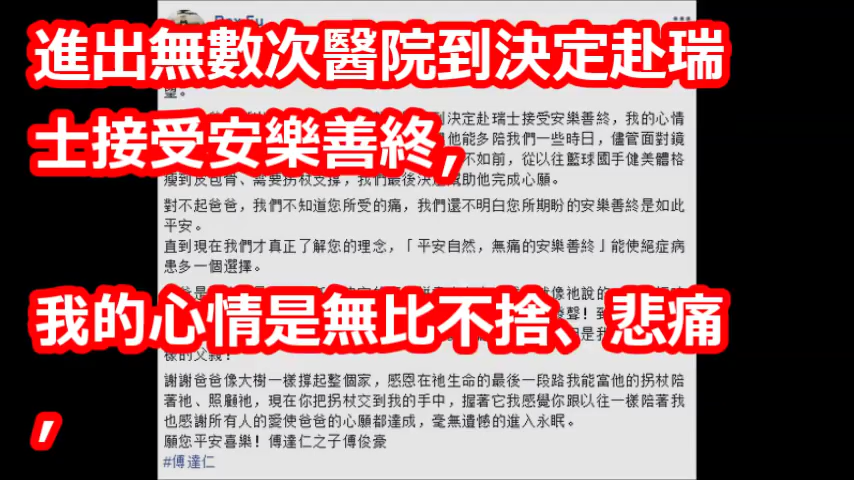 進出無數次醫院到決定赴瑞
望。
到決定赴瑞士接受安樂善終，我的心情
士接受安樂善終,
他能多陪我們一些時日，儘管面對鏡
不如前，從以往籃球國手健美體格
瘦到皮包骨、需要拐杖支撐，我們最後決定幫助他完成心願。
對不起爸爸，我們不知道您所受的痛，我們還不明白您所期盼的安樂善終是如此
平安。
直到現在我們才真正了解您的理念，「平安自然，無痛的安樂善終」能使絕症病
患多一個選擇。
我的心情是無比不捨、悲痛
樣的父親！
謝謝爸爸像大樹一樣撐起整個家，感恩在祂生命的最後一段路我能當他的拐杖陪
著祂、照顧祂，現在你把拐杖交到我的手中，握著它我感覺你跟以往一樣陪著我
,
也感謝所有人的愛使爸爸的心願都達成，毫無遺憾的進入永眠。
願您平安喜樂！傅達仁之子傅俊豪
#傅達仁